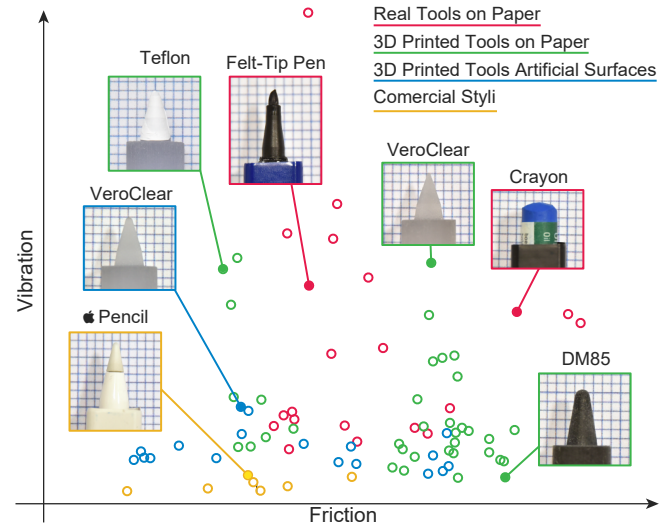 Real Tools on Paper
3D Printed Tools on Paper
3D Printed Tools Artificial Surfaces
Comercial Styli
Teflon
Felt-Tip Pen
VeroClear
Crayon
VeroClear
Pencil
DM85
Vibration
Friction